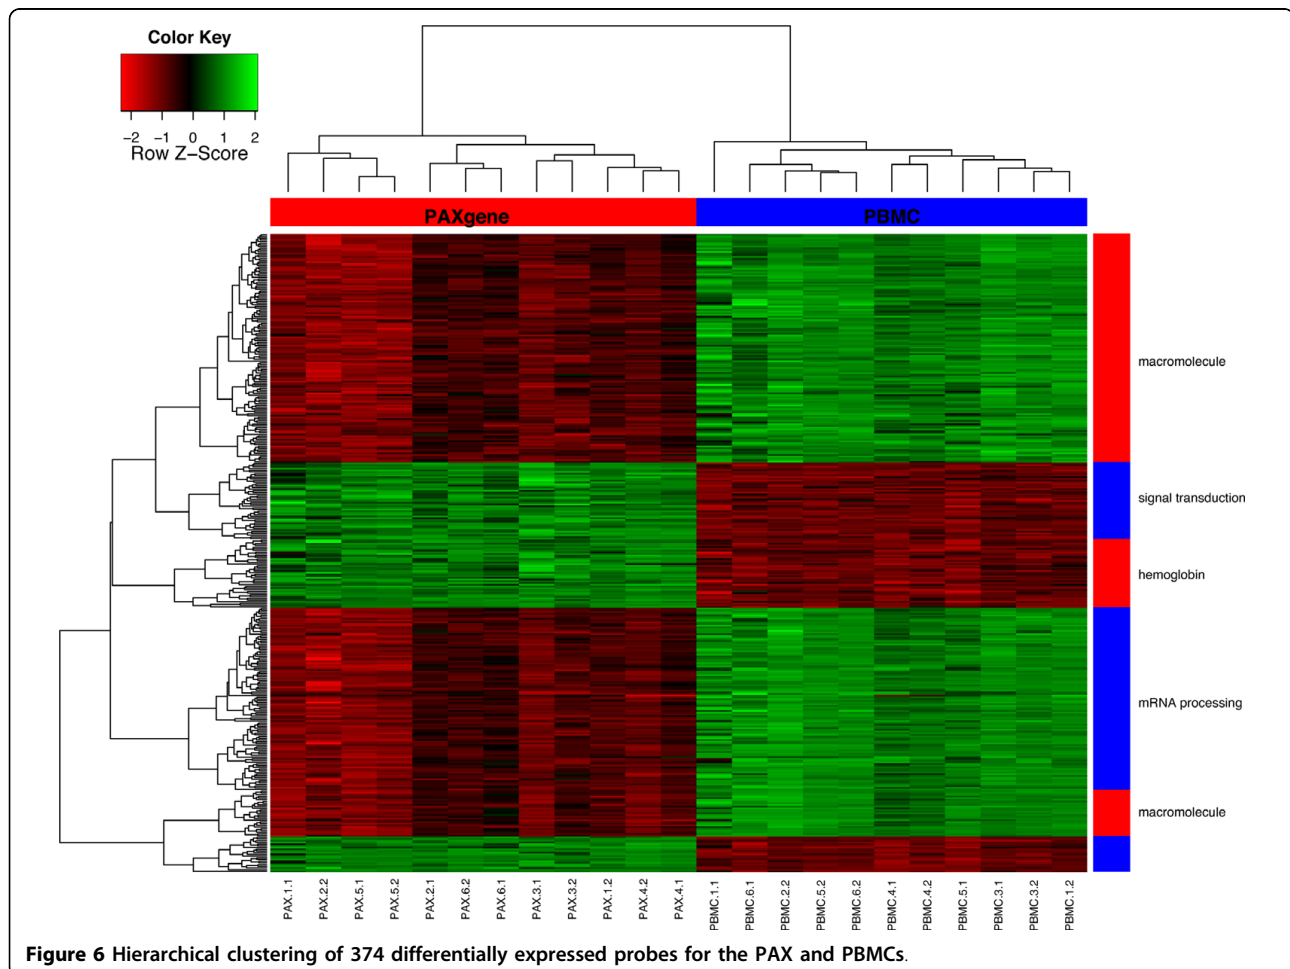 Color Key
−2 −1 0 1 2
Row Z−Score
PAXgene PBMC
macromolecule
signal transduction
hemoglobin
mRNA processing
macromolecule
PAX.1.1
PAX.2.2
PAX.5.1
PAX.5.2
PAX.2.1
PAX.6.2
PAX.6.1
PAX.3.1
PAX.3.2
PAX.1.2
PAX.4.2
PAX.4.1
PBMC.1.1
PBMC.6.1
PBMC.2.2
PBMC.5.2
PBMC.6.2
PBMC.4.1
PBMC.4.2
PBMC.5.1
PBMC.3.1
PBMC.3.2
PBMC.1.2
Figure 6 Hierarchical clustering of 374 differentially expressed probes for the PAX and PBMCs.